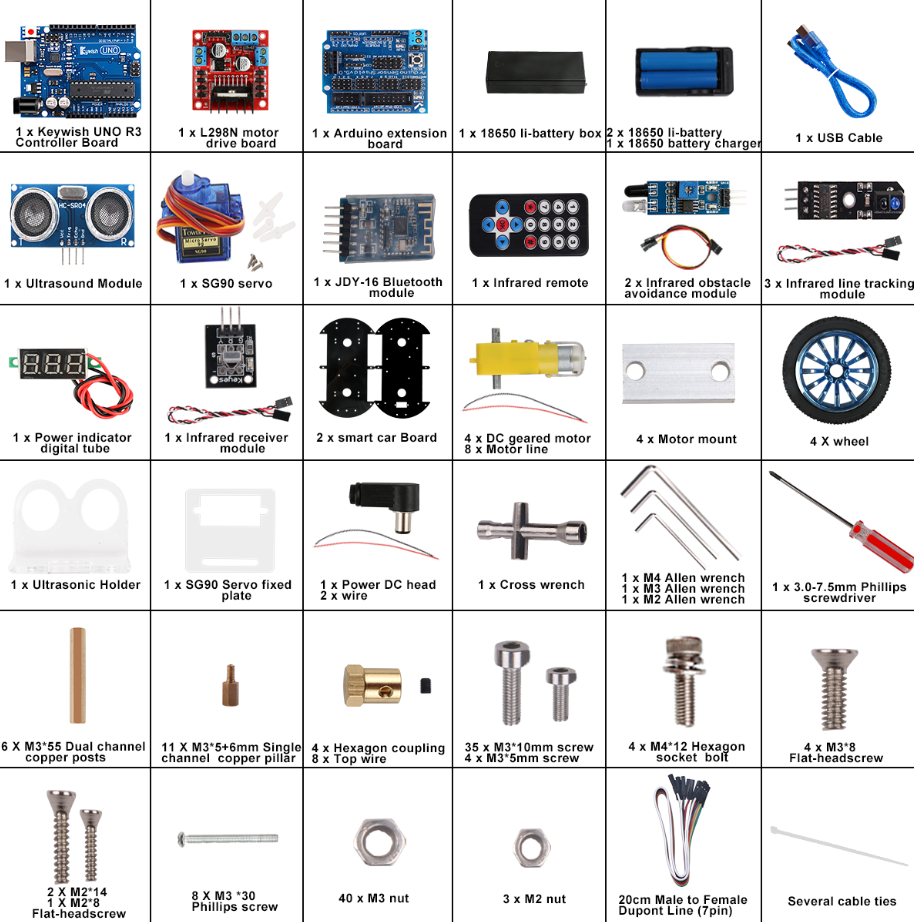 Keywish UNO
1 x Keywish UNO R3
Controller Board
1 x L298N motor
drive board
1 x Arduino extension
board
1 x 18650 li-battery box
2 x 18650 li-battery
1 x 18650 battery charger
1 x USB Cable
HC-SR04
T
R
1 x Ultrasound Module
1 x SG90 servo
1 x JDY-16 Bluetooth
module
1 x Infrared remote
2 x Infrared obstacle
avoidance module
3 x Infrared line tracking
module
1 x Power indicator
digital tube
Keyes
1 x Infrared receiver
module
2 x smart car Board
4 x DC geared motor
8 x Motor line
4 x Motor mount
4 X wheel
1 x Ultrasonic Holder
1 x SG90 Servo fixed
plate
1 x Power DC head
2 x wire
1 x Cross wrench
1 x M4 Allen wrench
1 x M3 Allen wrench
1 x M2 Allen wrench
1 x 3.0-7.5mm Phillips
screwdriver
6 X M3*55 Dual channel
copper posts
11 X M3*5+6mm Single
channel copper pillar
4 x Hexagon coupling
8 x Top wire
35 x M3*10mm screw
4 x M3*5mm screw
4 x M4*12 Hexagon
socket bolt
4 x M3*8
Flat-headscrew
2 X M2*14
1 X M2*8
Flat-headscrew
8 X M3 *30
Phillips screw
40 x M3 nut
3 x M2 nut
20cm Male to Female
Dupont Line (7pin)
Several cable ties